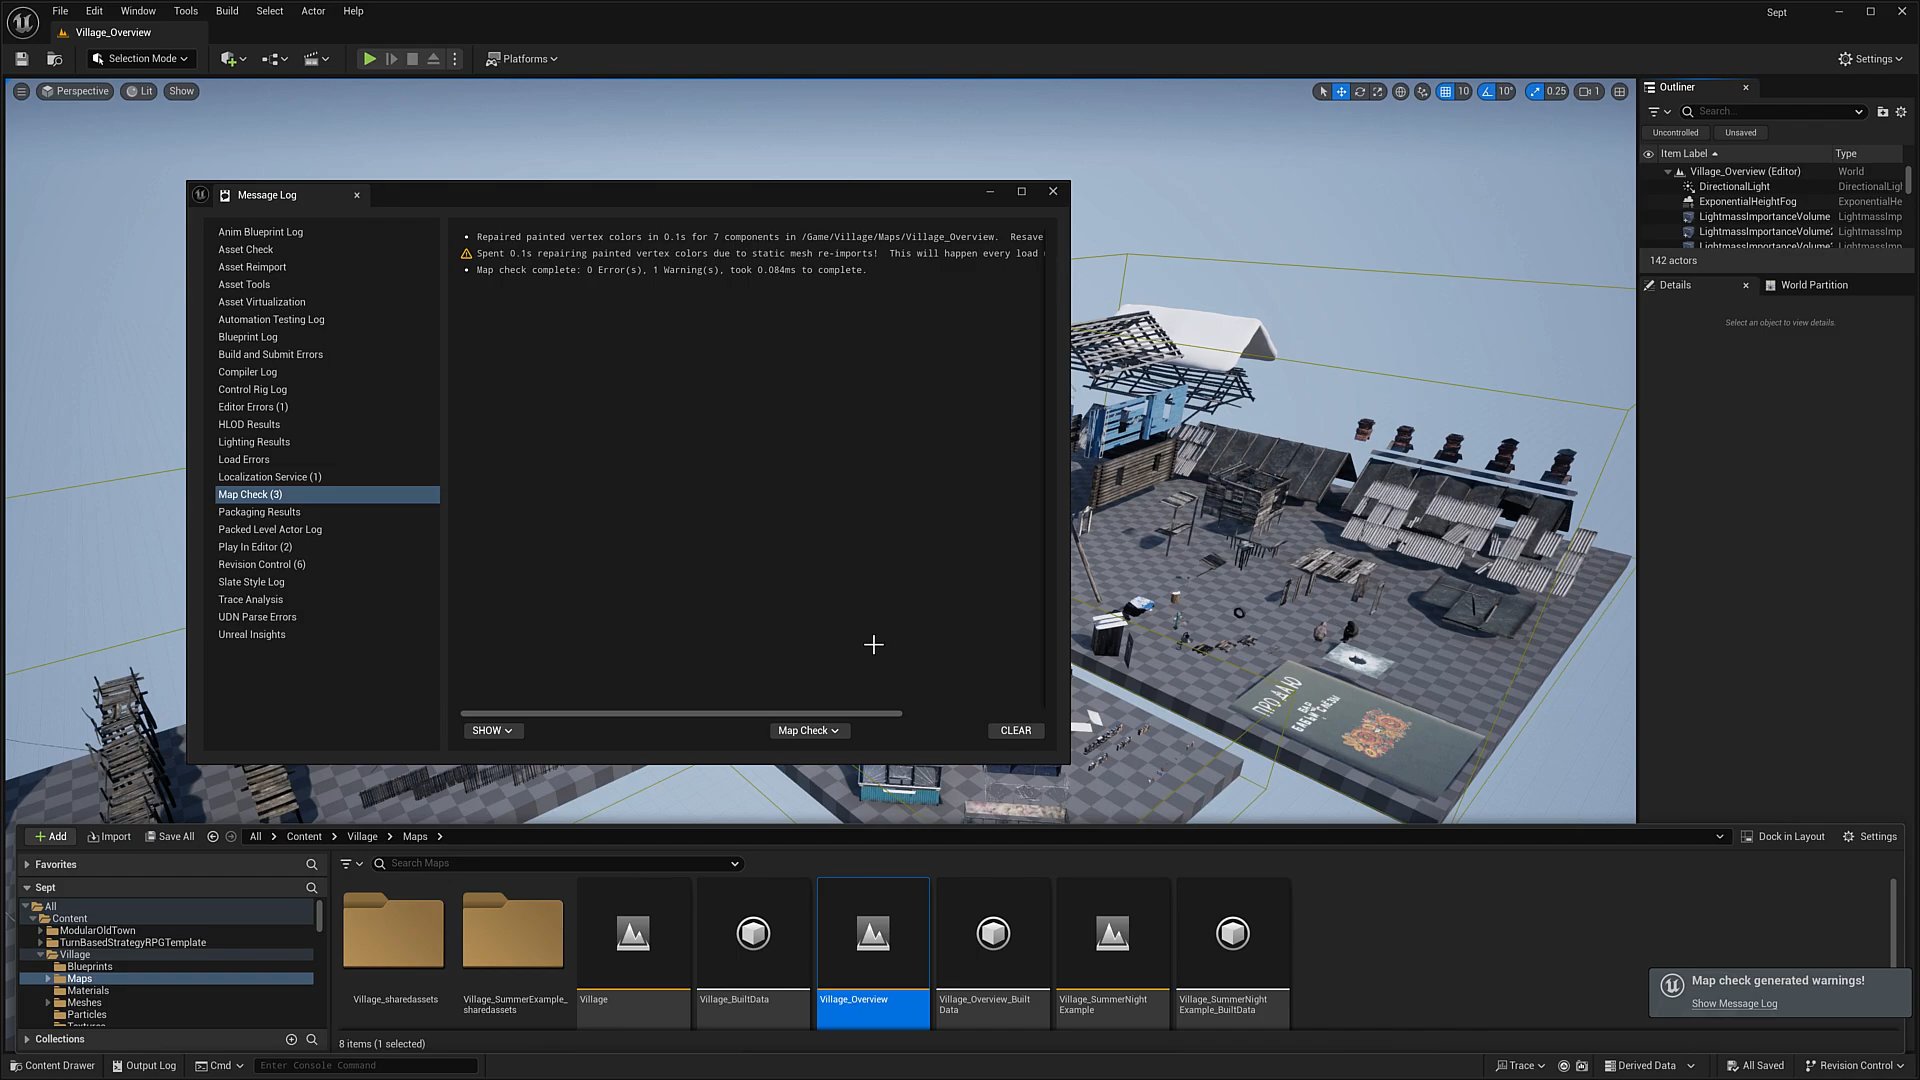 File Edit Window Tools Build Select Actor Help
Sept
Village_Overview
Selection Mode
Platforms
Settings
Perspective
Lit
Show
10
10°
0.25
1
Outliner
Search...
Uncontrolled
Unsaved
Item Label
Type
Village_Overview (Editor)
World
DirectionalLight
DirectionalLigl
ExponentialHeightFog
ExponentialHe
LightmassImportanceVolume
LightmassImp
LightmassImportanceVolume
LightmassImp
LightmassImportanceVolume
LightmassImp
142 actors
Details
World Partition
Select an object to view details.
Message Log
Anim Blueprint Log
Asset Check
Asset Reimport
Asset Tools
Asset Virtualization
Automation Testing Log
Blueprint Log
Build and Submit Errors
Compiler Log
Control Rig Log
Editor Errors (1)
HLOD Results
Lighting Results
Load Errors
Localization Service (1)
Map Check (3)
Packaging Results
Packed Level Actor Log
Play In Editor (2)
Revision Control (6)
Slate Style Log
Trace Analysis
UDN Parse Errors
Unreal Insights
Repaired painted vertex colors in 0.1s for 7 components in /Game/Village/Maps/Village_Overview. Resave
Spent 0.1s repairing painted vertex colors due to static mesh re-imports! This will happen every load
Map check complete: 0 Error(s), 1 Warning(s), took 0.084ms to complete.
SHOW
Map Check
CLEAR
ПРОДАЮ
Add
Import
Save All
All
Content
Village
Maps
Dock in Layout
Settings
Favorites
Sept
All
Content
ModularOldTown
TurnBasedStrategyRPGTemplate
Village
Blueprints
Maps
Materials
Meshes
Particles
Textures
Collections
Search Maps
Village_sharedassets
Village_SummerExample_
sharedassets
Village
Village_BuiltData
Village_Overview
Village_Overview_Built
Data
Village_SummerNight
Example
Village_SummerNight
Example_BuiltData
8 items (1 selected)
Map check generated warnings!
Show Message Log
Content Drawer
Output Log
Cmd
Enter Console Command
Trace
Derived Data
All Saved
Revision Control